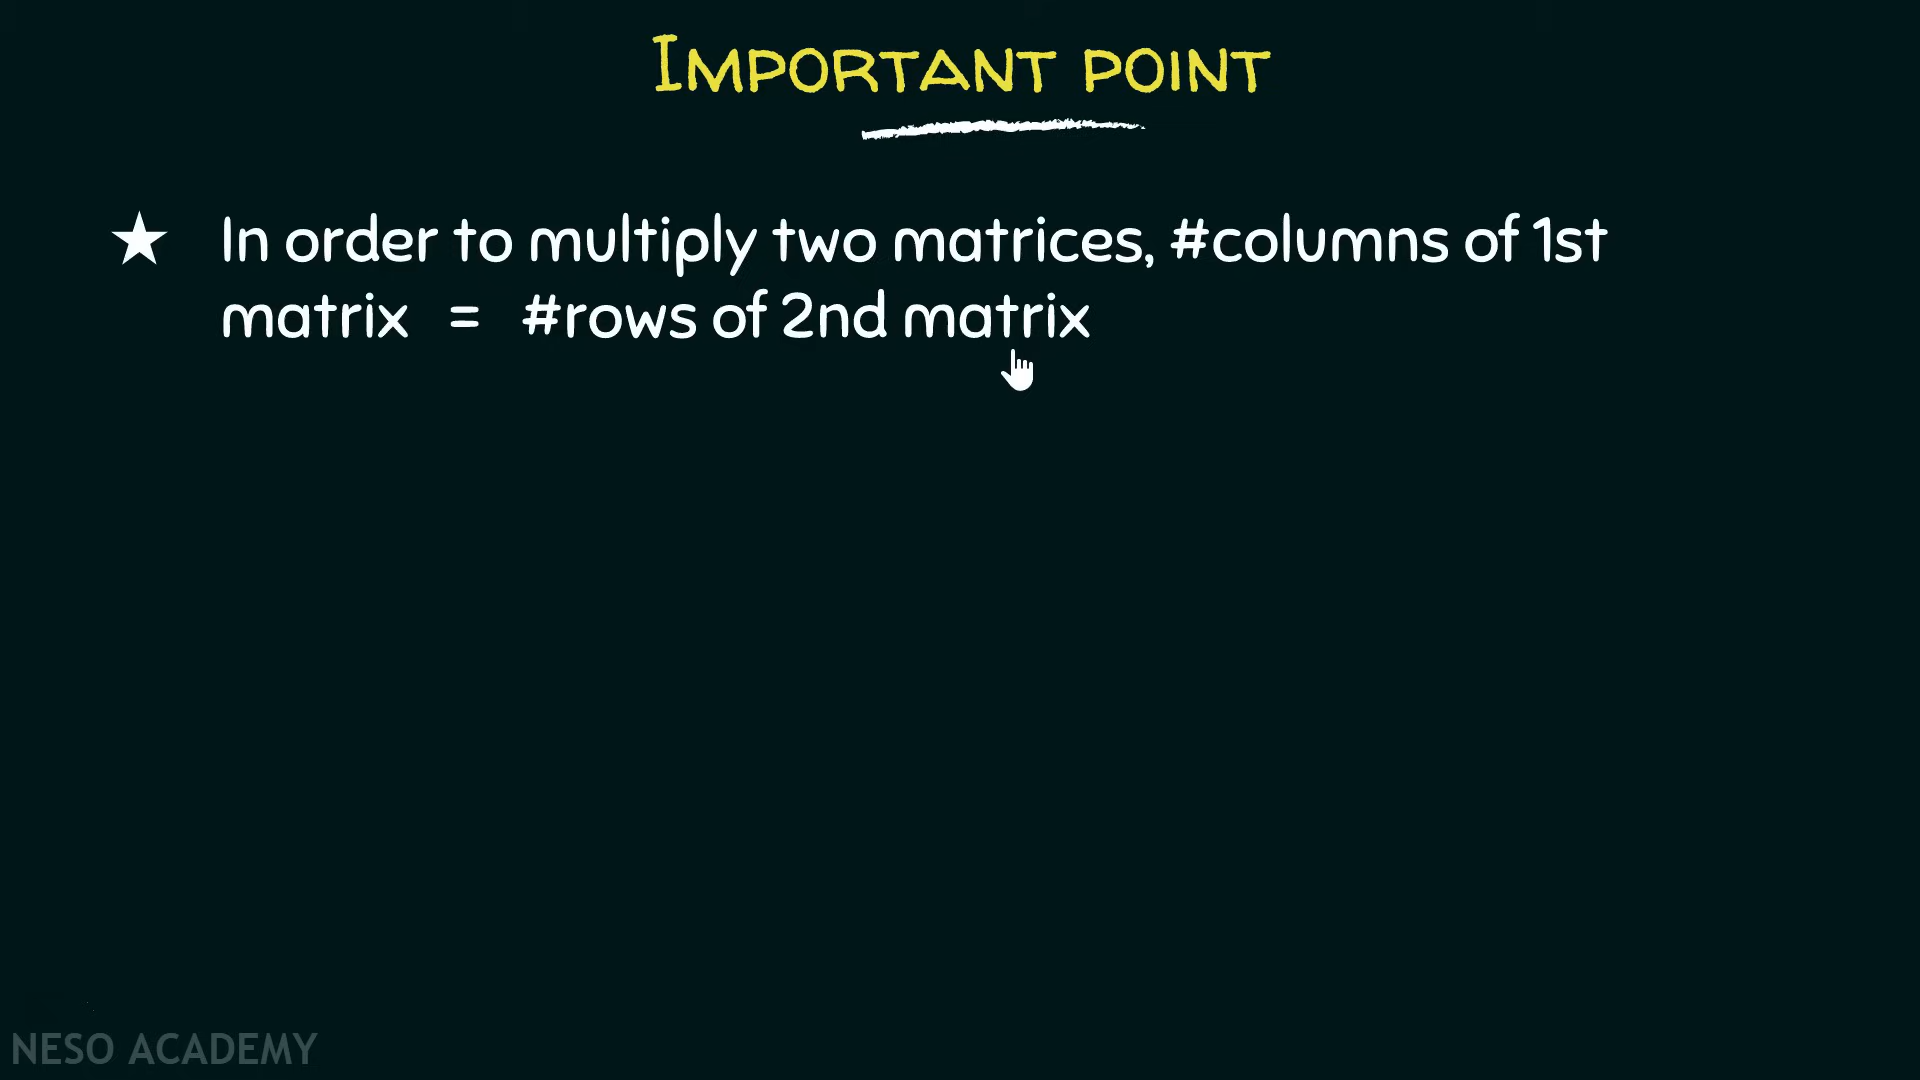 IMPORTANT POINT
★ In order to multiply two matrices, #columns of 1st
matrix = #rows of 2nd matrix
NESO ACADEMY